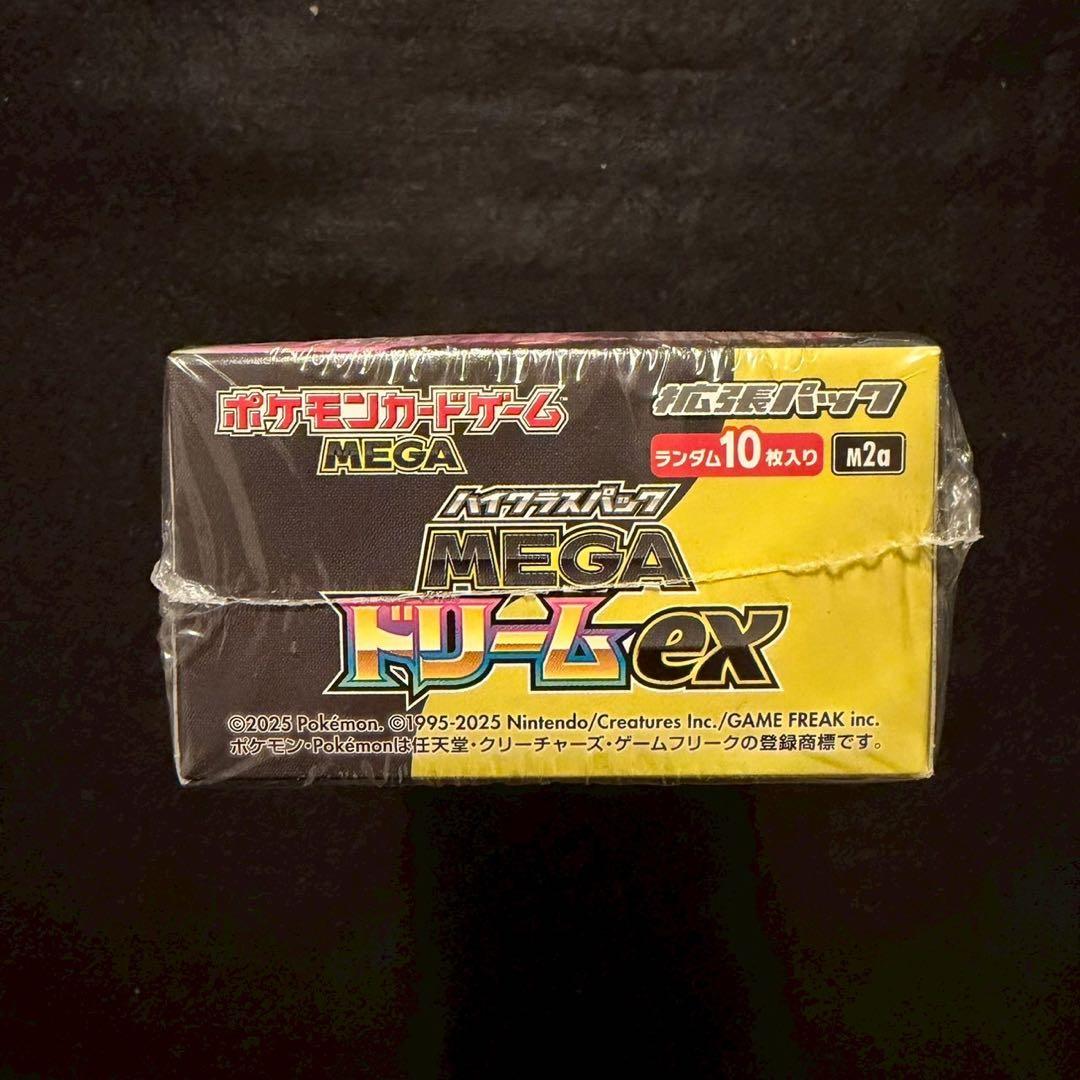 ポケモンカードゲーム™
MEGA
拡張パック
ランダム10枚入り
M2a
ハイクラスパック
MEGA
ドリームex
©2025 Pokémon. ©1995-2025 Nintendo/Creatures Inc./GAME FREAK inc.
ポケモン・Pokémonは任天堂・クリーチャーズ・ゲームフリークの登録商標です。